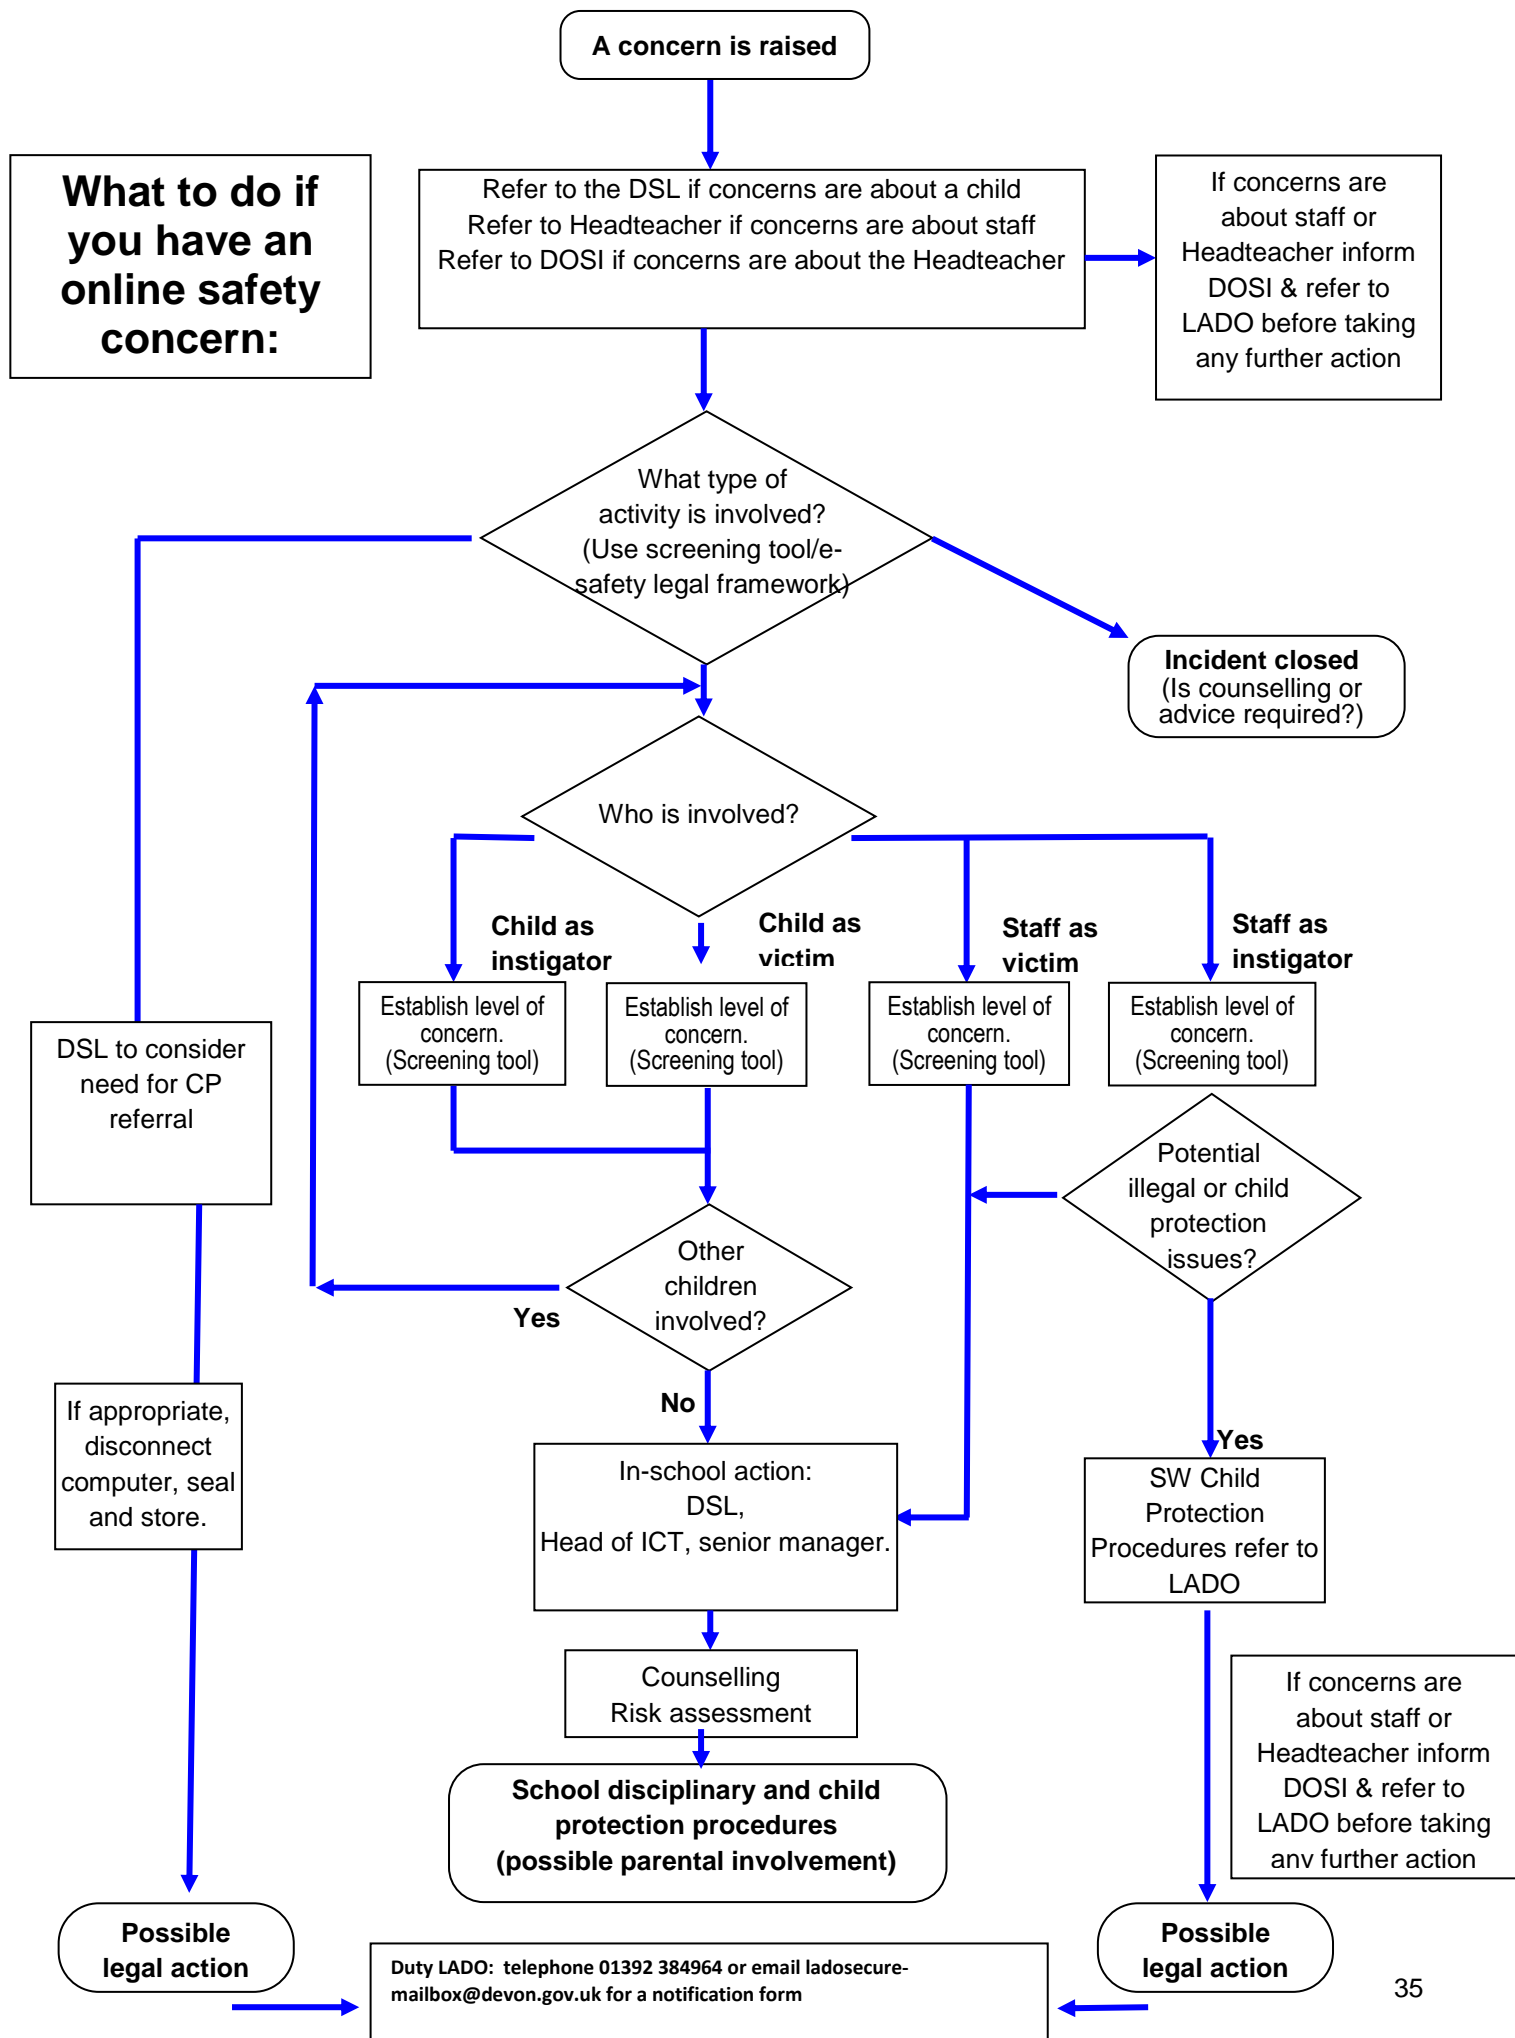 A concern is raised
What to do if
you have an
online safety
concern:
Refer to the DSL if concerns are about a child
Refer to Headteacher if concerns are about staff
Refer to DOSI if concerns are about the Headteacher
If concerns are
about staff or
Headteacher inform
DOSI & refer to
LADO before taking
any further action
What type of
activity is involved?
(Use screening tool/e-
safety legal framework)
Incident closed
(Is counselling or
advice required?)
Who is involved?
Child as
instigator
Child as
victim
Staff as
victim
Staff as
instigator
Establish level of
concern.
(Screening tool)
Establish level of
concern.
(Screening tool)
Establish level of
concern.
(Screening tool)
Establish level of
concern.
(Screening tool)
DSL to consider
need for CP
referral
Potential
illegal or child
protection
issues?
Other
children
involved?
Yes
No
Yes
If appropriate,
disconnect
computer, seal
and store.
In-school action:
DSL,
Head of ICT, senior manager.
SW Child
Protection
Procedures refer to
LADO
Counselling
Risk assessment
If concerns are
about staff or
Headteacher inform
DOSI & refer to
LADO before taking
any further action
School disciplinary and child
protection procedures
(possible parental involvement)
Possible
legal action
Possible
legal action
Duty LADO: telephone 01392 384964 or email ladosecure-
mailbox@devon.gov.uk for a notification form
35